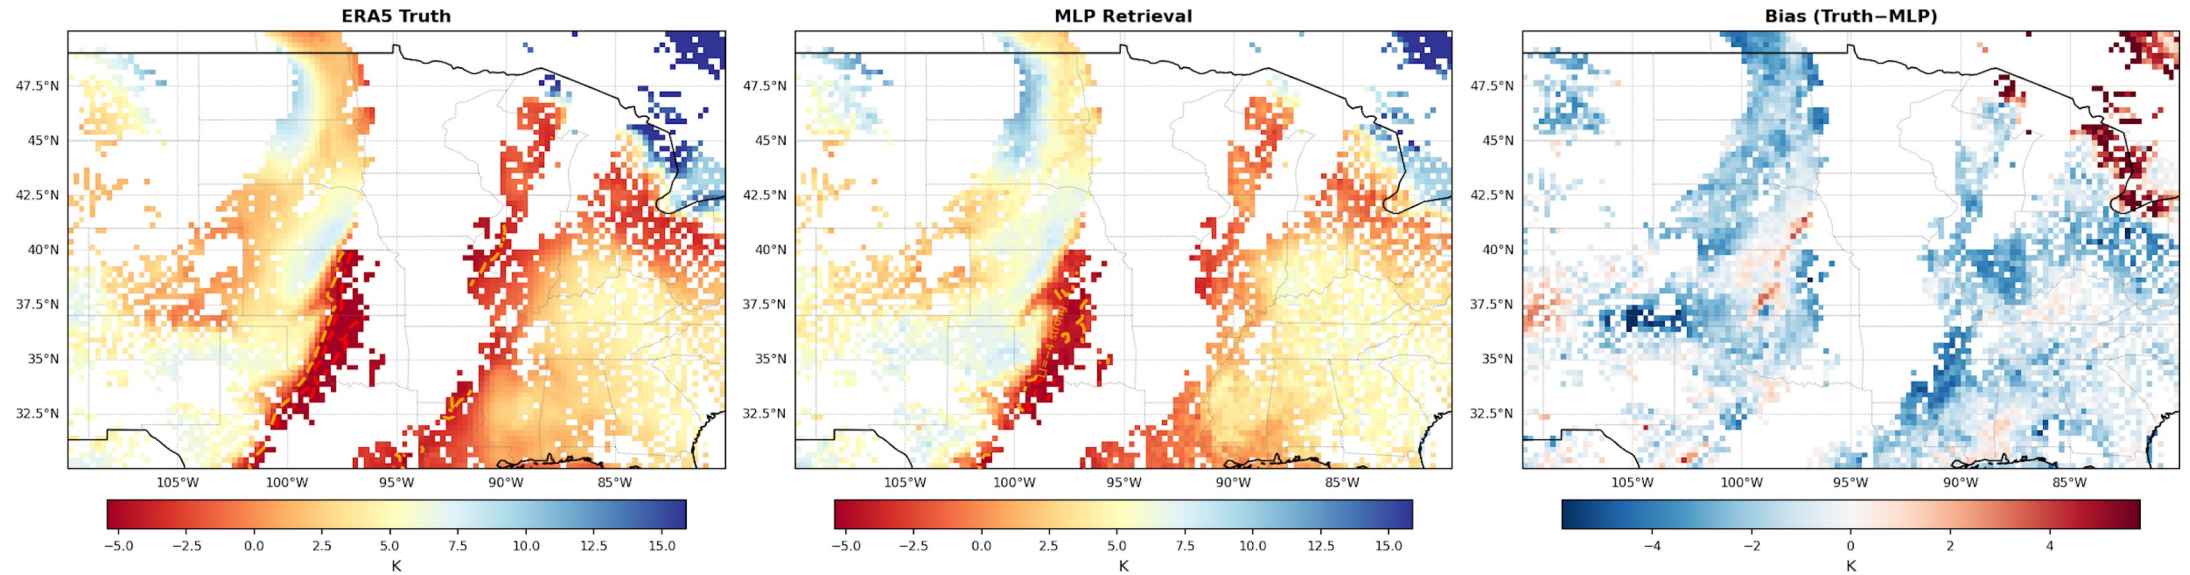 ERA5 Truth
MLP Retrieval
Bias (Truth−MLP)
47.5°N
45°N
42.5°N
40°N
37.5°N
35°N
32.5°N
105°W 100°W 95°W 90°W 85°W
−5.0 −2.5 0.0 2.5 5.0 7.5 10.0 12.5 15.0
K
47.5°N
45°N
42.5°N
40°N
37.5°N
35°N
32.5°N
105°W 100°W 95°W 90°W 85°W
−5.0 −2.5 0.0 2.5 5.0 7.5 10.0 12.5 15.0
K
47.5°N
45°N
42.5°N
40°N
37.5°N
35°N
32.5°N
105°W 100°W 95°W 90°W 85°W
−4 −2 0 2 4
K